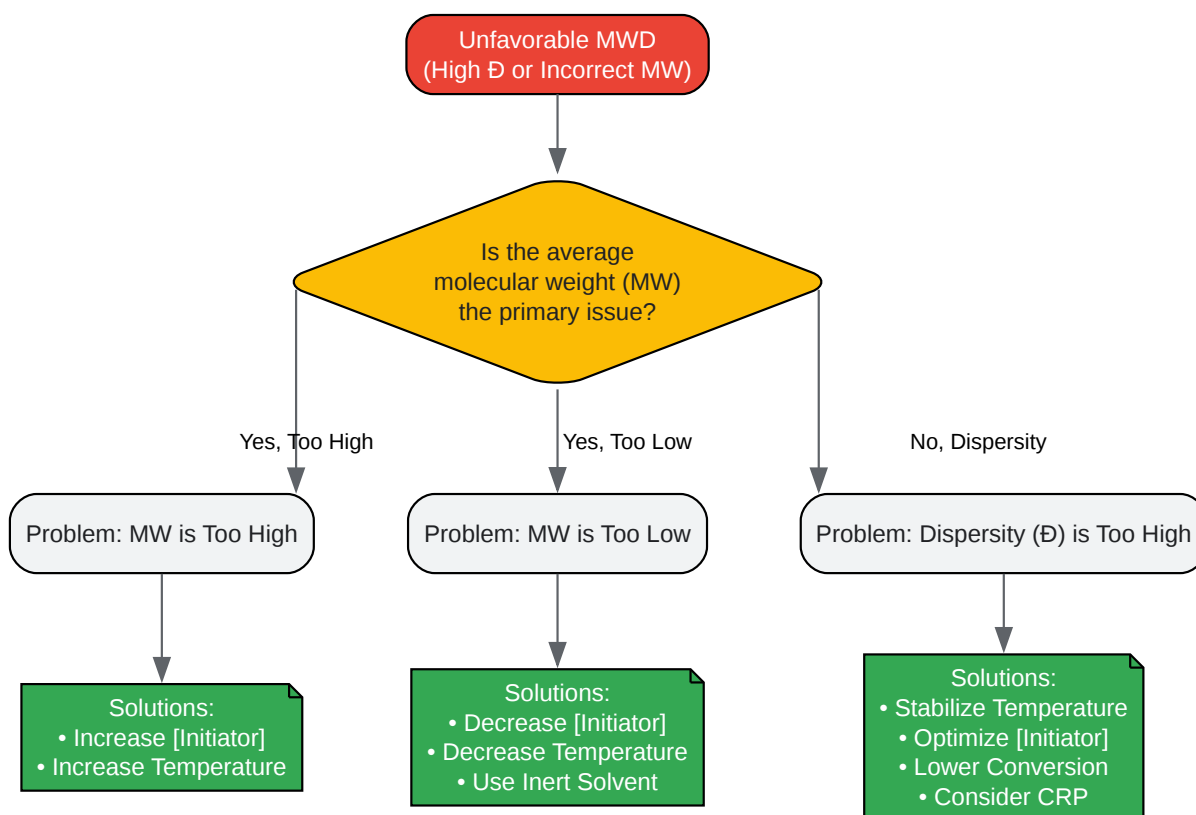 Unfavorable MWD
(High Đ or Incorrect MW)
Is the average
molecular weight (MW)
the primary issue?
Yes, Too High
Yes, Too Low
No, Dispersity
Problem: MW is Too High
Problem: MW is Too Low
Problem: Dispersity (Đ) is Too High
Solutions:
• Increase [Initiator]
• Increase Temperature
Solutions:
• Decrease [Initiator]
• Decrease Temperature
• Use Inert Solvent
Solutions:
• Stabilize Temperature
• Optimize [Initiator]
• Lower Conversion
• Consider CRP